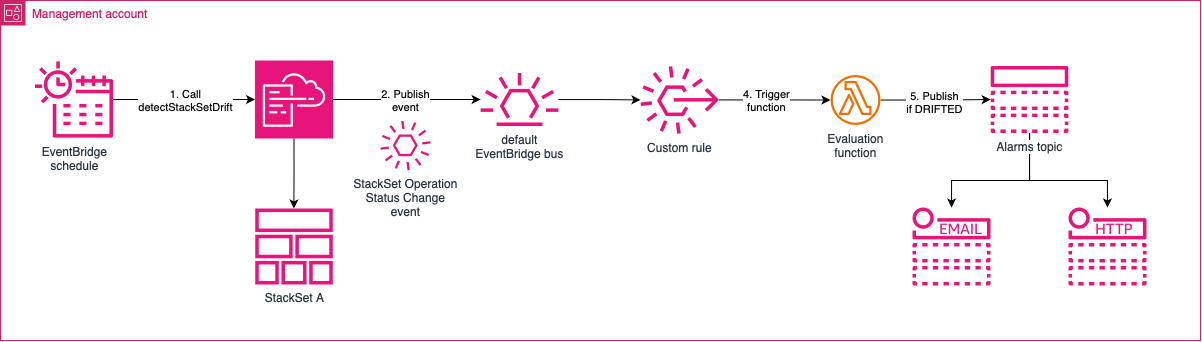 Management account
1. Call
detectStackSetDrift
2. Publish
event
4. Trigger
function
5. Publish
if DRIFTED
EventBridge
schedule
StackSet Operation
Status Change
event
default
EventBridge bus
Custom rule
Evaluation
function
Alarms topic
EMAIL
HTTP
StackSet A